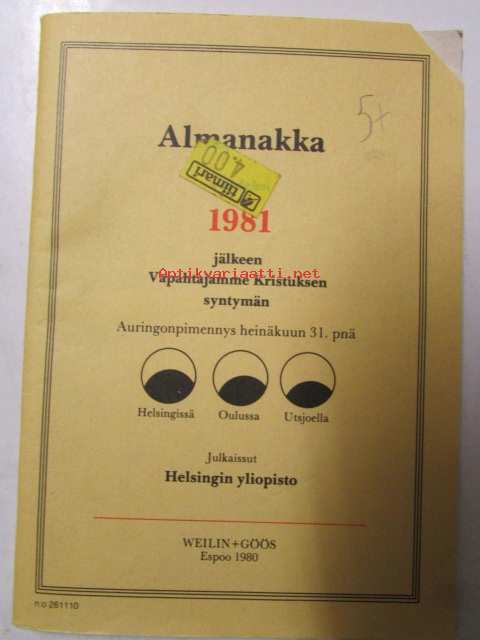 5+
Almanakka
4.00
tiimari
1981
jälkeen
Antikvariaatti.net
Vapahtajamme Kristuksen
syntymän
Auringonpimennys heinäkuun 31. pnä
Helsingissä Oulussa Utsjoella
Julkaissut
Helsingin yliopisto
WEILIN+GÖÖS
Espoo 1980
n:o 261110